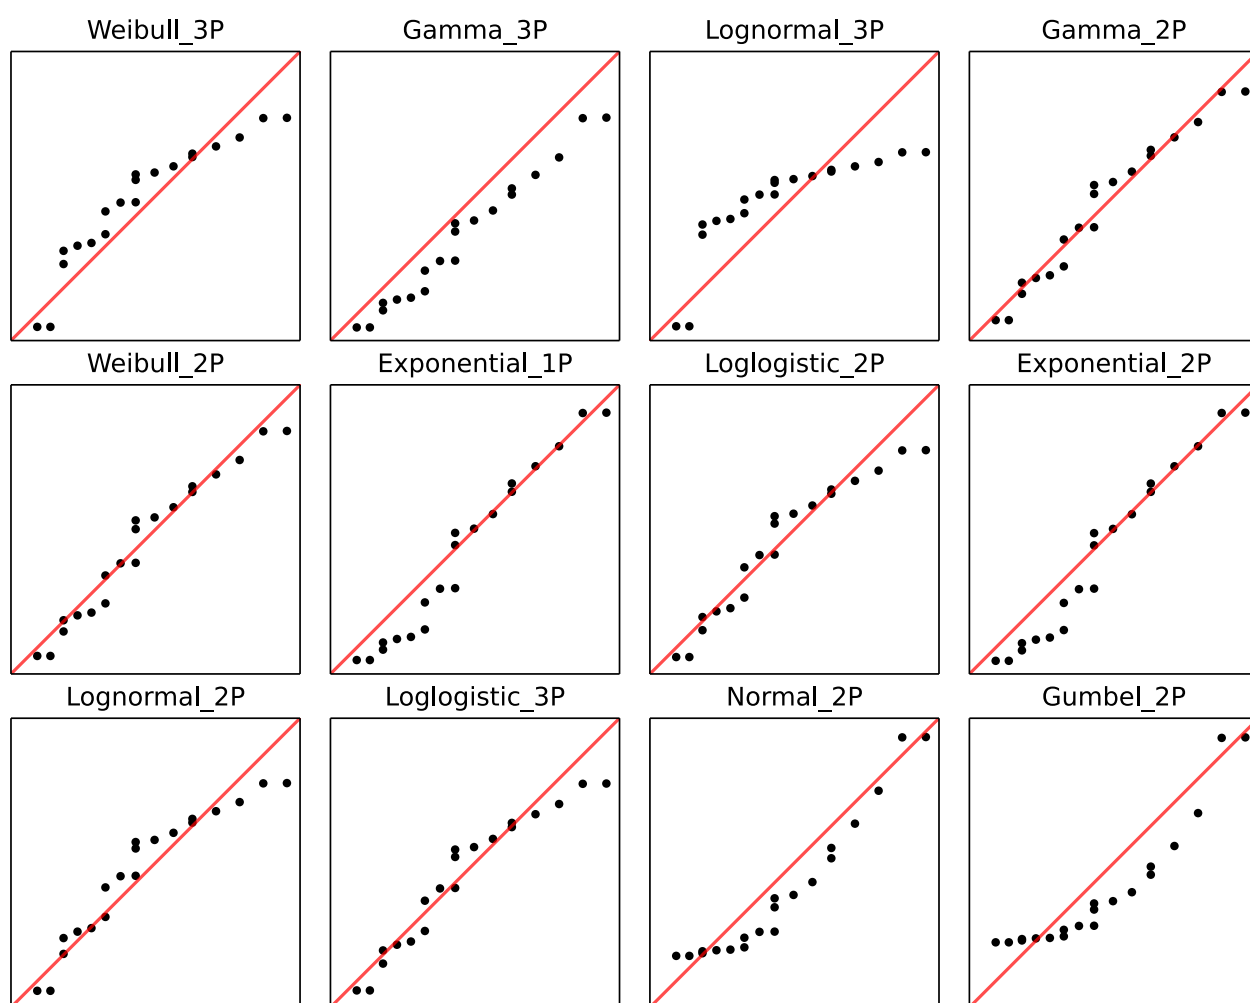 Weibull_3P
Gamma_3P
Lognormal_3P
Gamma_2P
Weibull_2P
Exponential_1P
Loglogistic_2P
Exponential_2P
Lognormal_2P
Loglogistic_3P
Normal_2P
Gumbel_2P